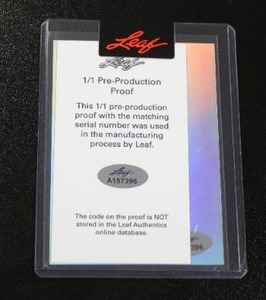 Leaf
Leaf
1/1 Pre-Production
Proof
This 1/1 pre-production
proof with the matching
serial number was used
in the manufacturing
process by Leaf.
Leaf
A157396
396
The code on the proof is NOT
stored in the Leaf Authentics
online database.